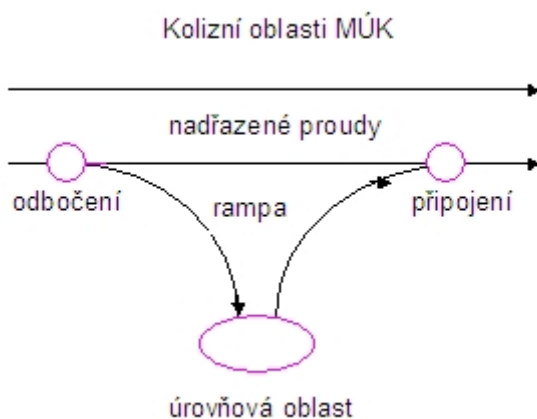 Kolizní oblasti MÚK
nadřazené proudy
odbočení
rampa
připojení
úrovňová oblast